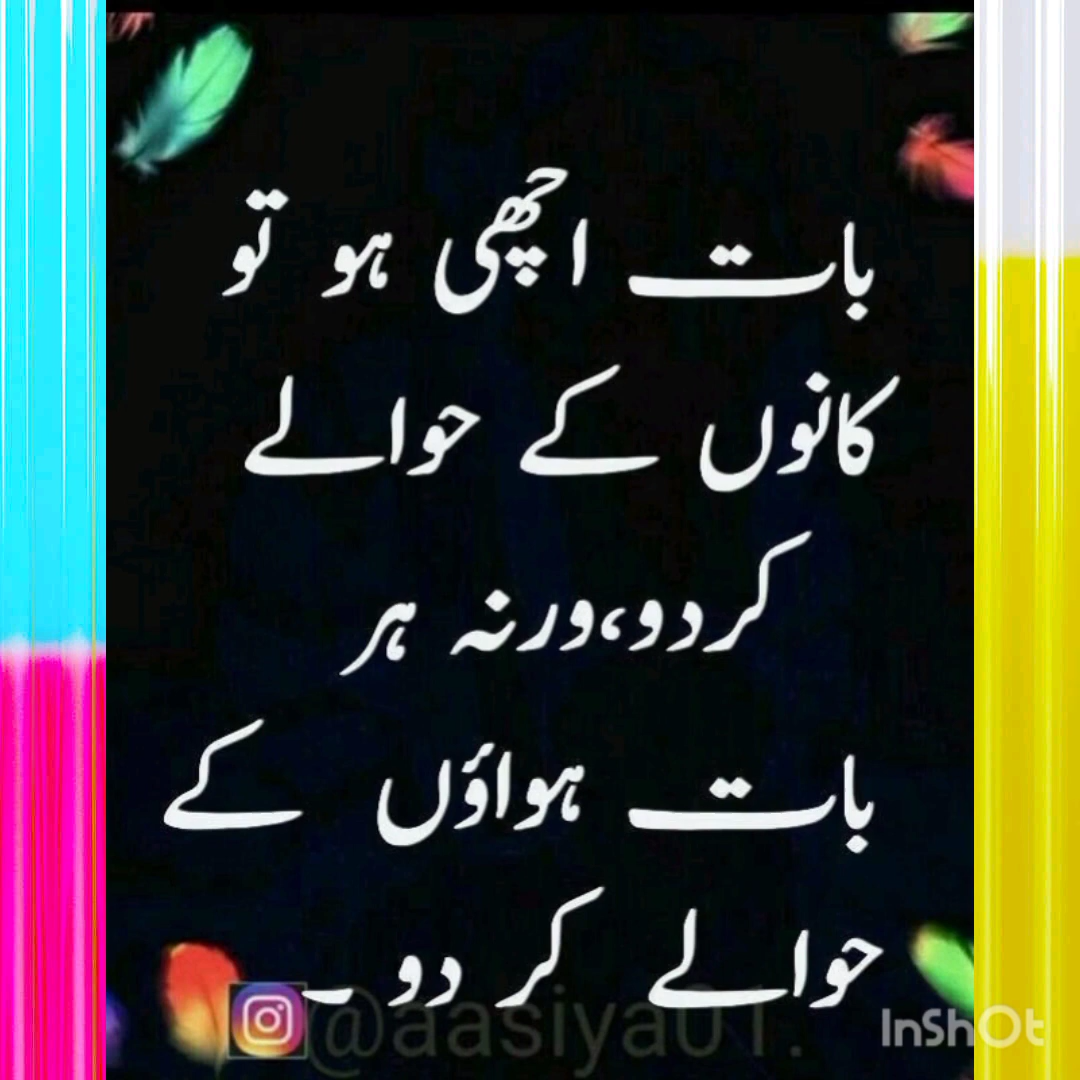 بات اچھی ہو تو
کانوں کے حوالے
کردو،ورنہ ہر
بات ہواؤں کے
حوالے کر دو۔
@aasiya01.
InShOt